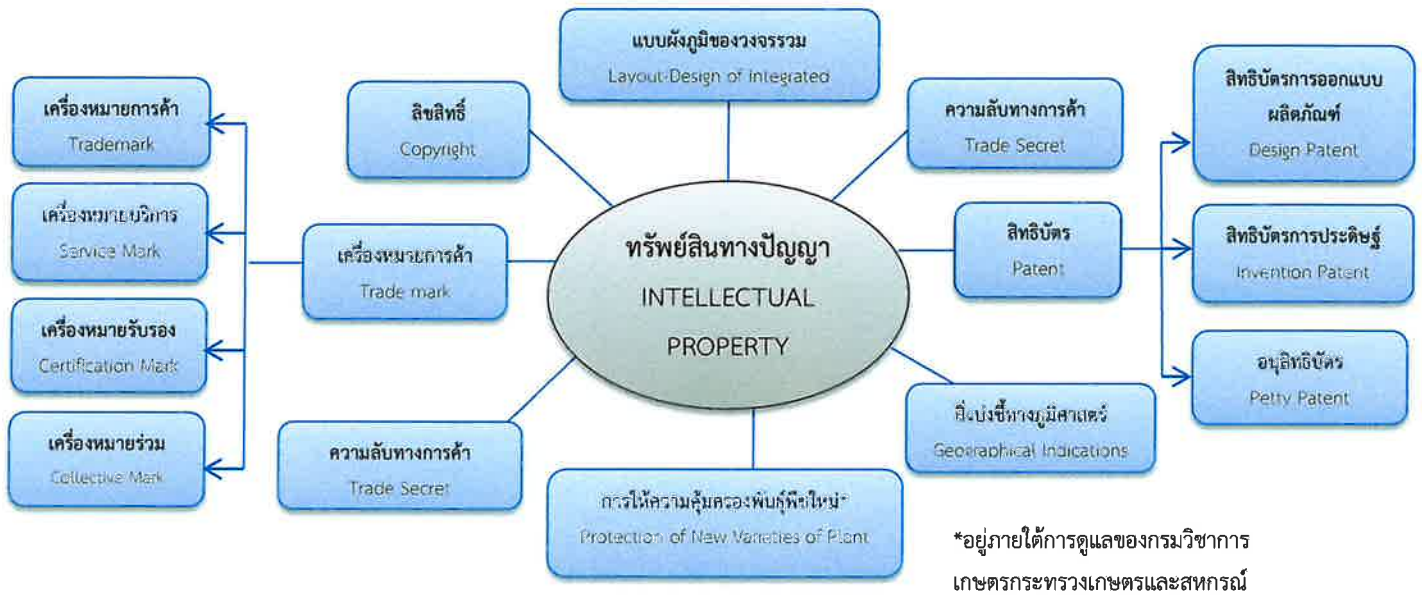 แบบผังภูมิของวงจรรวม
Layout-Design of Integrated
ลิขสิทธิ์
Copyright
ความลับทางการค้า
Trade Secret
เครื่องหมายการค้า
Trademark
เครื่องหมายบริการ
Service Mark
เครื่องหมายรับรอง
Certification Mark
เครื่องหมายร่วม
Collective Mark
เครื่องหมายการค้า
Trade mark
ทรัพย์สินทางปัญญา
INTELLECTUAL
PROPERTY
สิทธิบัตร
Patent
สิทธิบัตรการออกแบบ
ผลิตภัณฑ์
Design Patent
สิทธิบัตรการประดิษฐ์
Invention Patent
อนุสิทธิบัตร
Petty Patent
ความลับทางการค้า
Trade Secret
การให้ความคุ้มครองพันธุ์พืชใหม่*
Protection of New Varieties of Plant
สิ่งบ่งชี้ทางภูมิศาสตร์
Geographical Indications
*อยู่ภายใต้การดูแลของกรมวิชาการ
เกษตรกระทรวงเกษตรและสหกรณ์